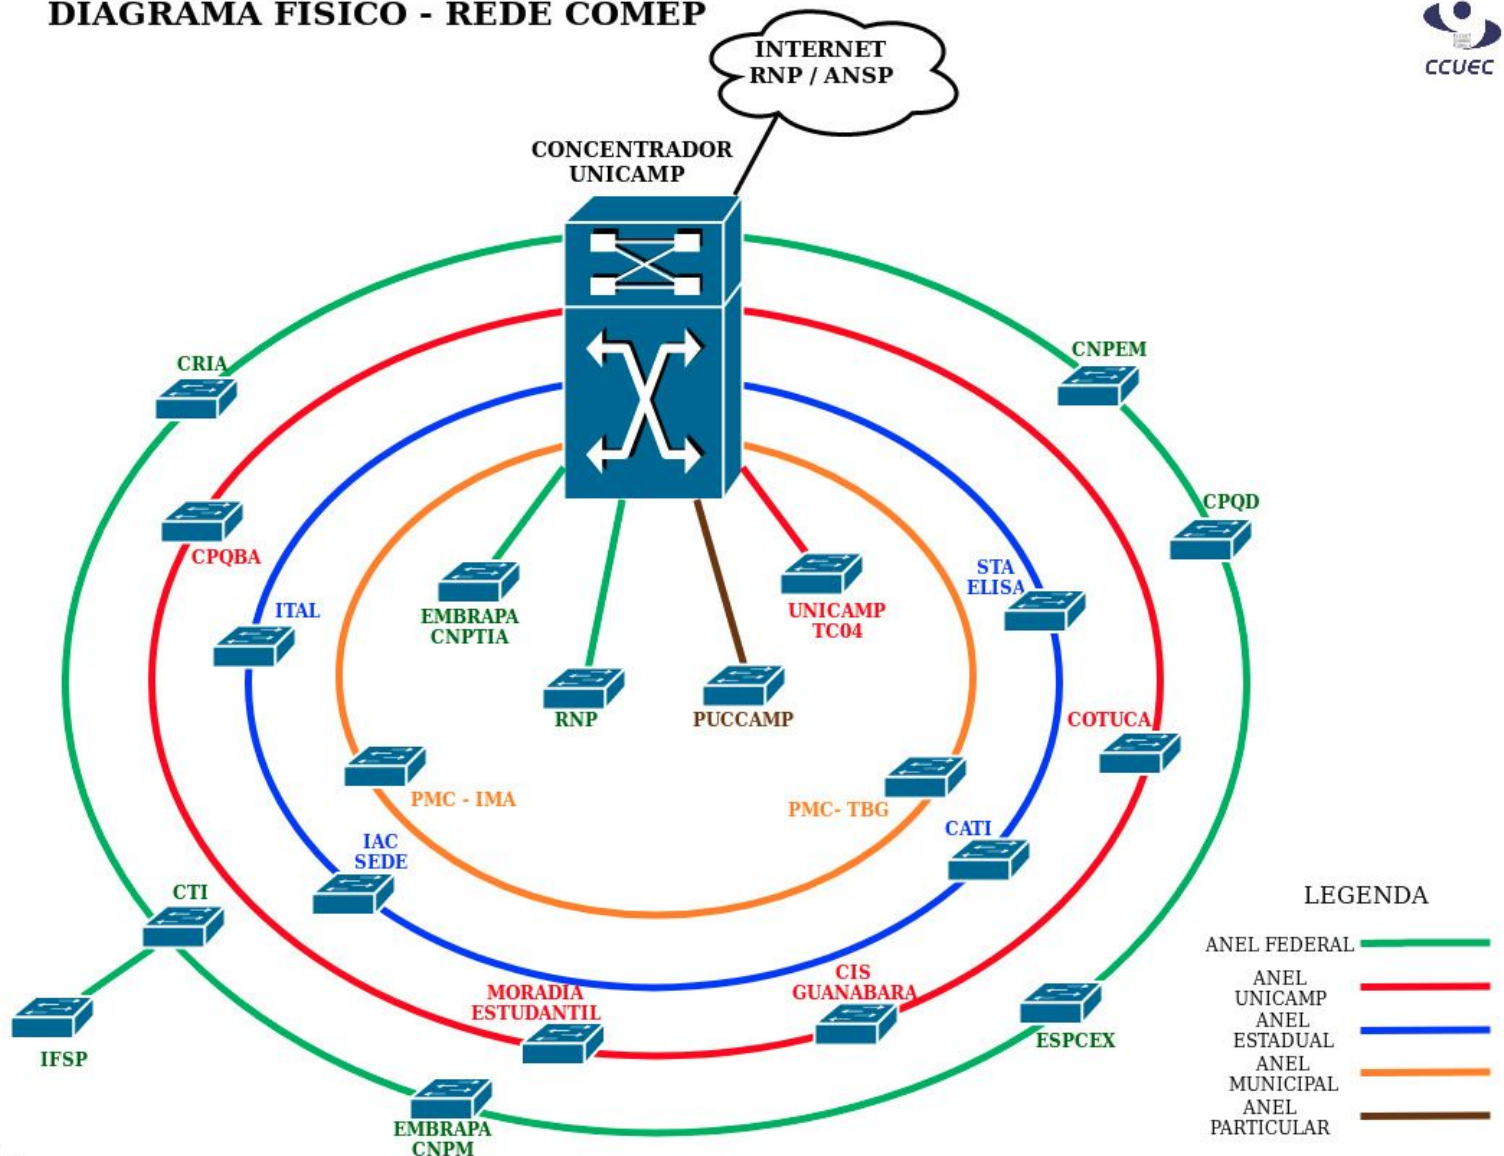 DIAGRAMA FISICO - REDE COMEP
CCUEC
INTERNET
RNP / ANSP
CONCENTRADOR
UNICAMP
CRIA
CNPEM
CPQD
CPQBA
ITAL
STA
ELISA
EMBRAPA
CNPTIA
UNICAMP
TC04
RNP
PUCCAMP
COTUCA
PMC - IMA
PMC- TBG
IAC
SEDE
CATI
CTI
MORADIA
ESTUDANTIL
CIS
GUANABARA
IFSP
ESPCEX
EMBRAPA
CNPM
LEGENDA
ANEL FEDERAL
ANEL
UNICAMP
ANEL
ESTADUAL
ANEL
MUNICIPAL
ANEL
PARTICULAR